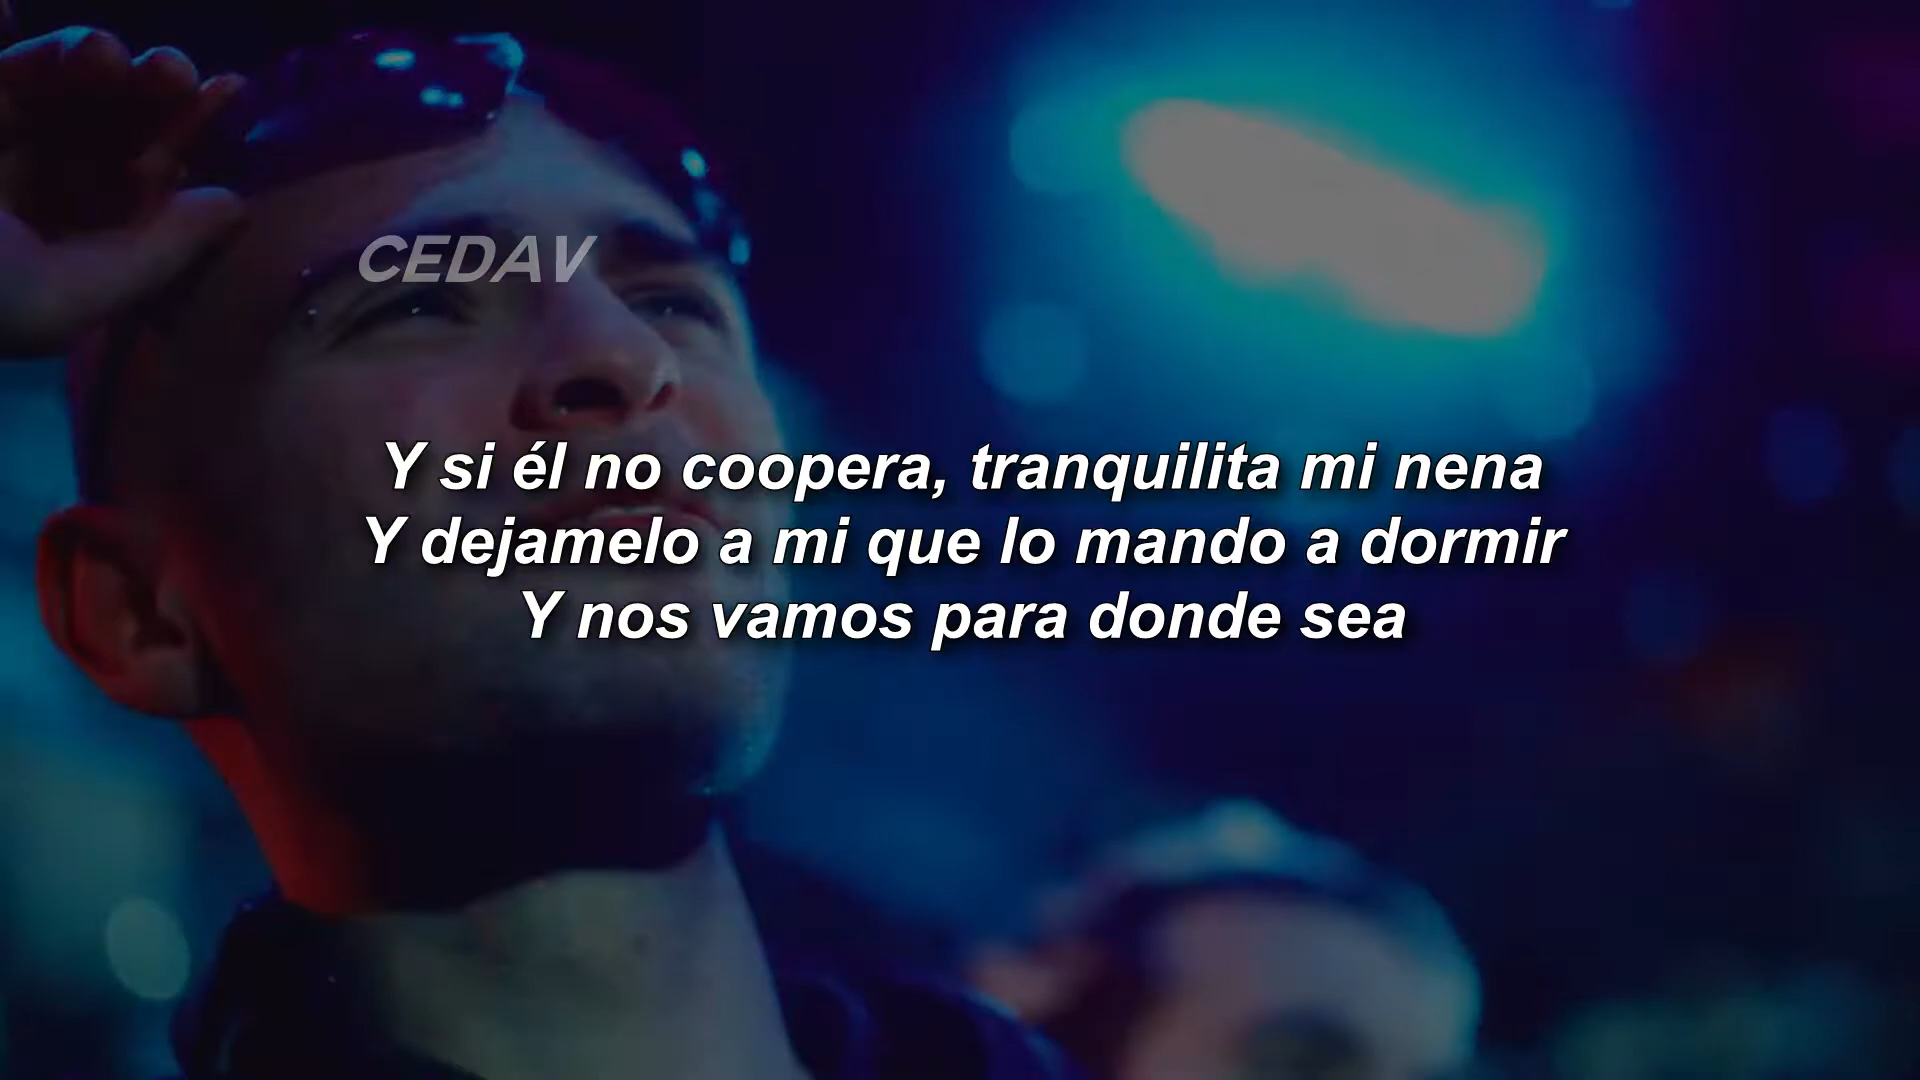 CEDAV
Y si él no coopera, tranquilita mi nena
Y dejamelo a mi que lo mando a dormir
Y nos vamos para donde sea